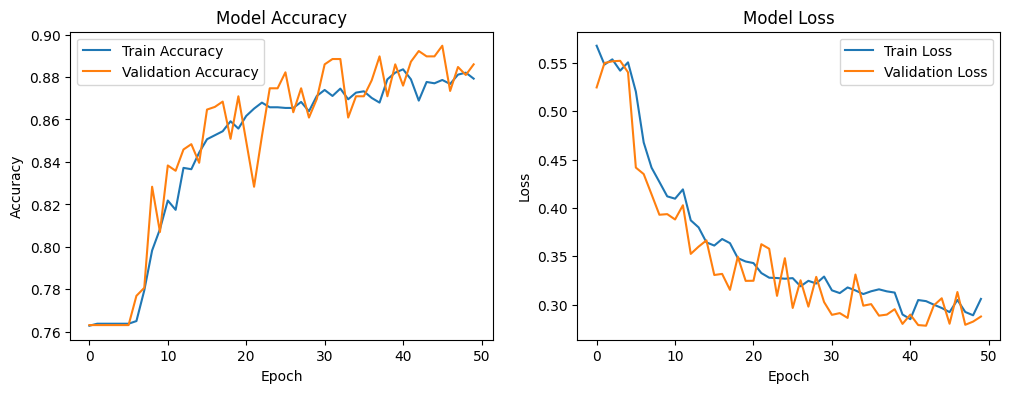 Model Accuracy
Train Accuracy
Validation Accuracy
Accuracy
0.90
0.88
0.86
0.84
0.82
0.80
0.78
0.76
0 10 20 30 40 50
Epoch
Model Loss
Train Loss
Validation Loss
Loss
0.55
0.50
0.45
0.40
0.35
0.30
0 10 20 30 40 50
Epoch